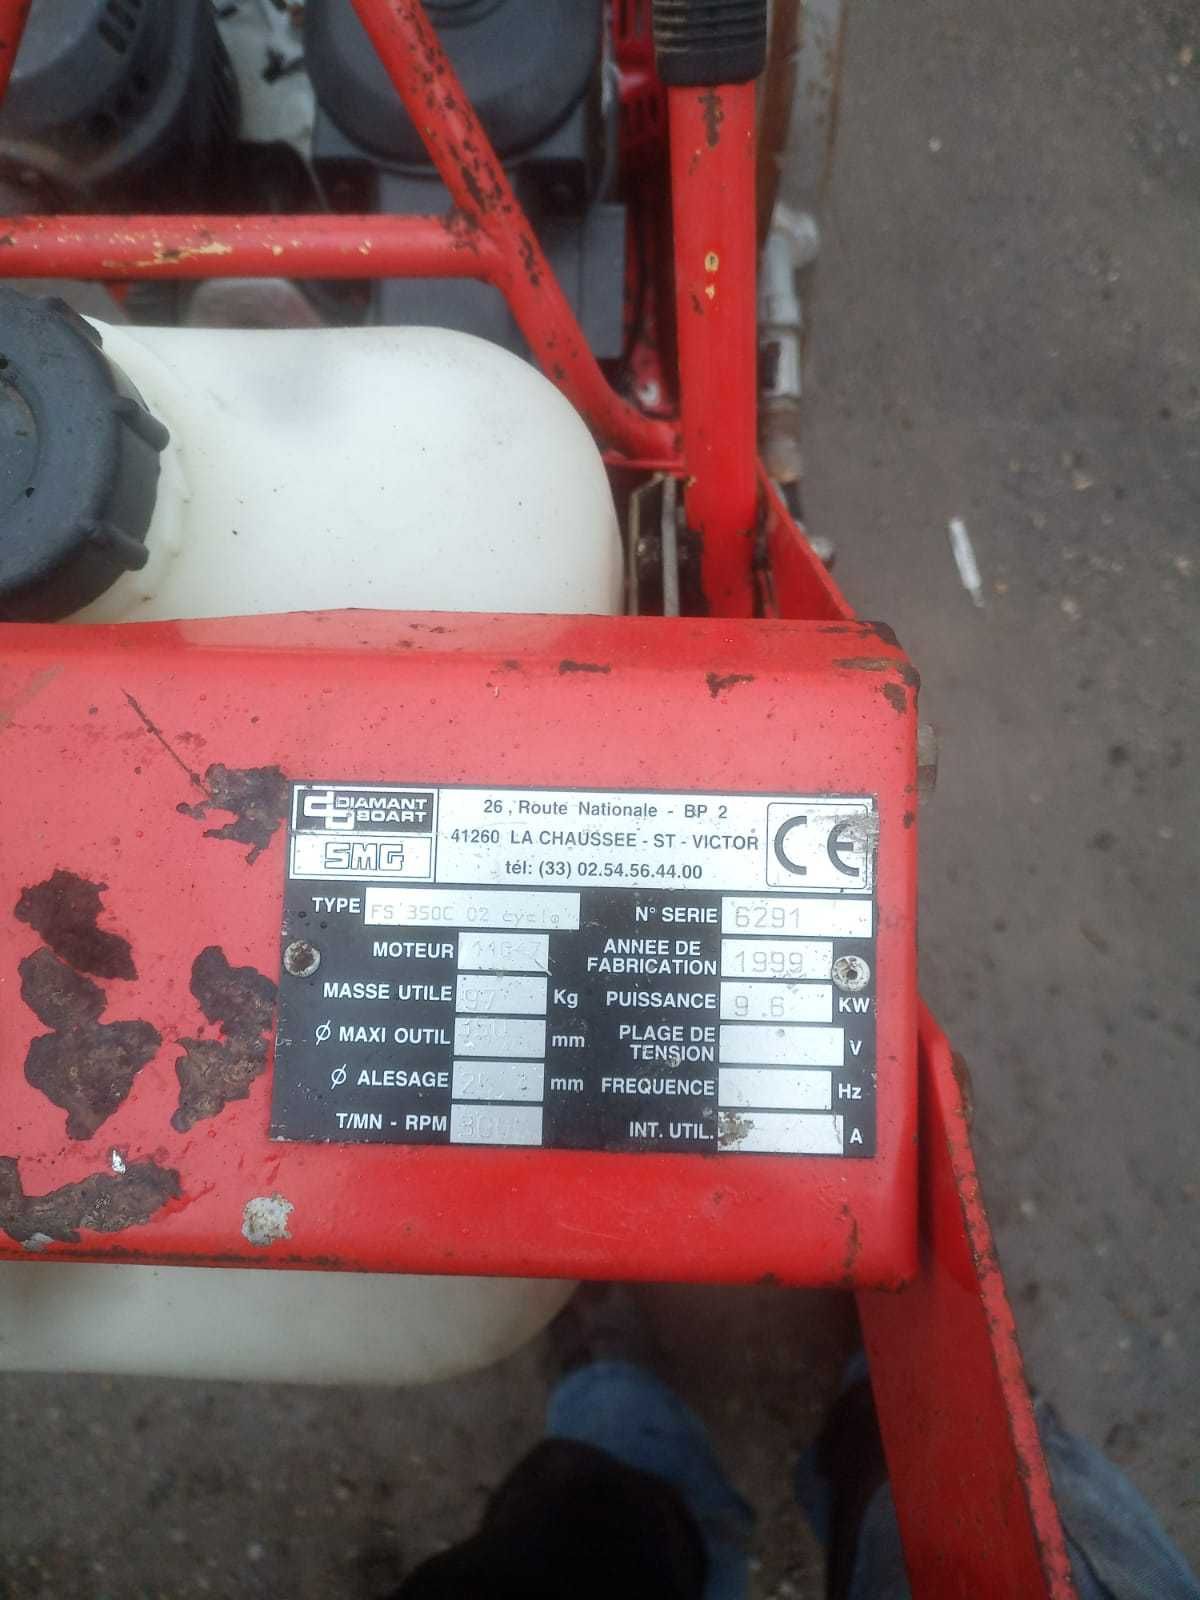 DIAMANT
BOART
SMG
26, Route Nationale - BP 2
41260 LA CHAUSSEE - ST - VICTOR
tél: (33) 02.54.56.44.00
CE
TYPE FS 350C 02 cyclo
N° SERIE 6291
MOTEUR
ANNEE DE
FABRICATION 1999
MASSE UTILE 97 Kg
PUISSANCE 9.6 KW
Ø MAXI OUTIL 350 mm
PLAGE DE
TENSION V
Ø ALESAGE mm
FREQUENCE Hz
T/MN - RPM
INT. UTIL. A